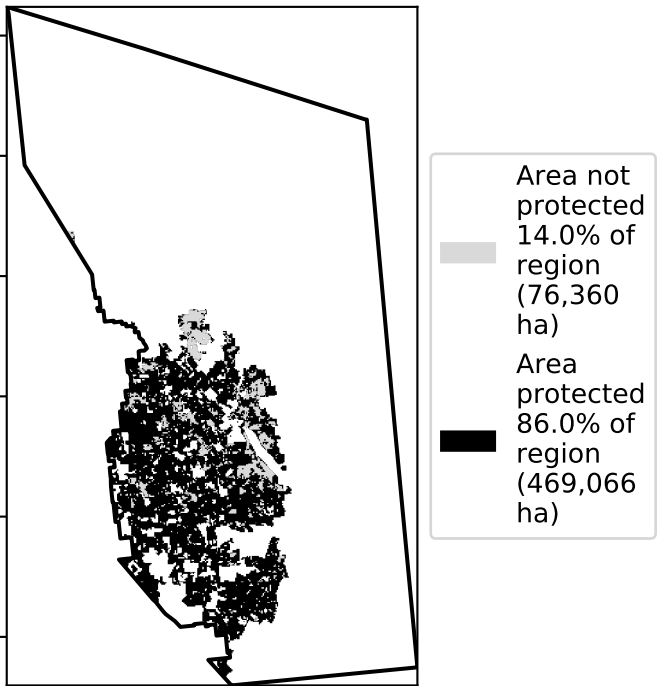 Area not
protected
14.0% of
region
(76,360
ha)
Area
protected
86.0% of
region
(469,066
ha)